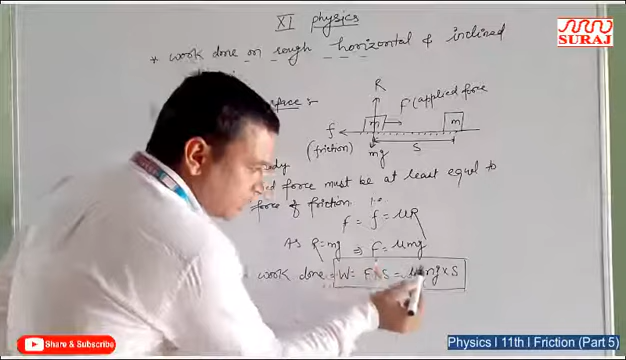 XI physics
SURAJ
* work done on rough horizontal & inclined
R
F (applied force
f
m
m
(friction)
mg
S
force must be at least equal to
force of friction. i.e
f = f = μR
As R = mg ⇒ f = μmg
work done W = F×S = μmg×S
Share & Subscribe
Physics I 11th I Friction (Part 5)